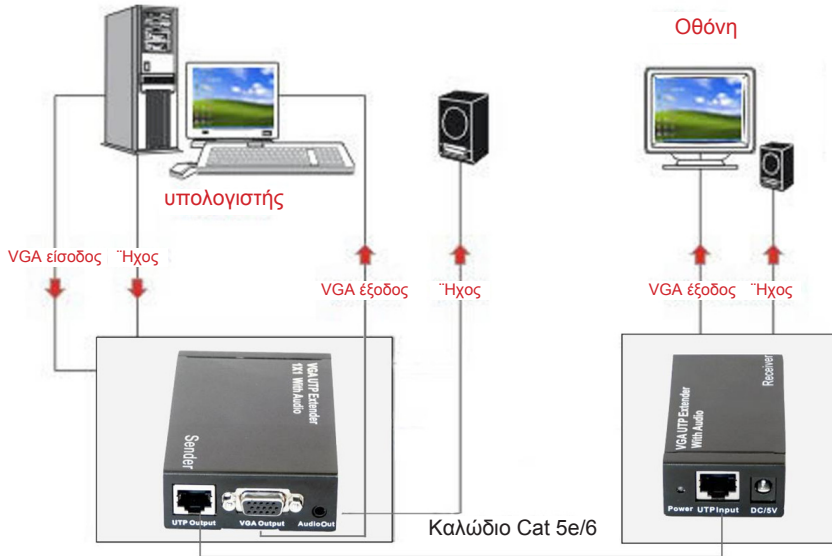 Οθόνη
υπολογιστής
VGA είσοδος
¨Ηχος
VGA έξοδος
¨Ηχος
VGA έξοδος
¨Ηχος
VGA UTP Extender
1X1 With Audio
Sender
UTP Output
VGA Output
AudioOut
Καλώδιο Cat 5e/6
Receiver
VGA UTP Extender
With Audio
Power
UTP Input
DC/5V